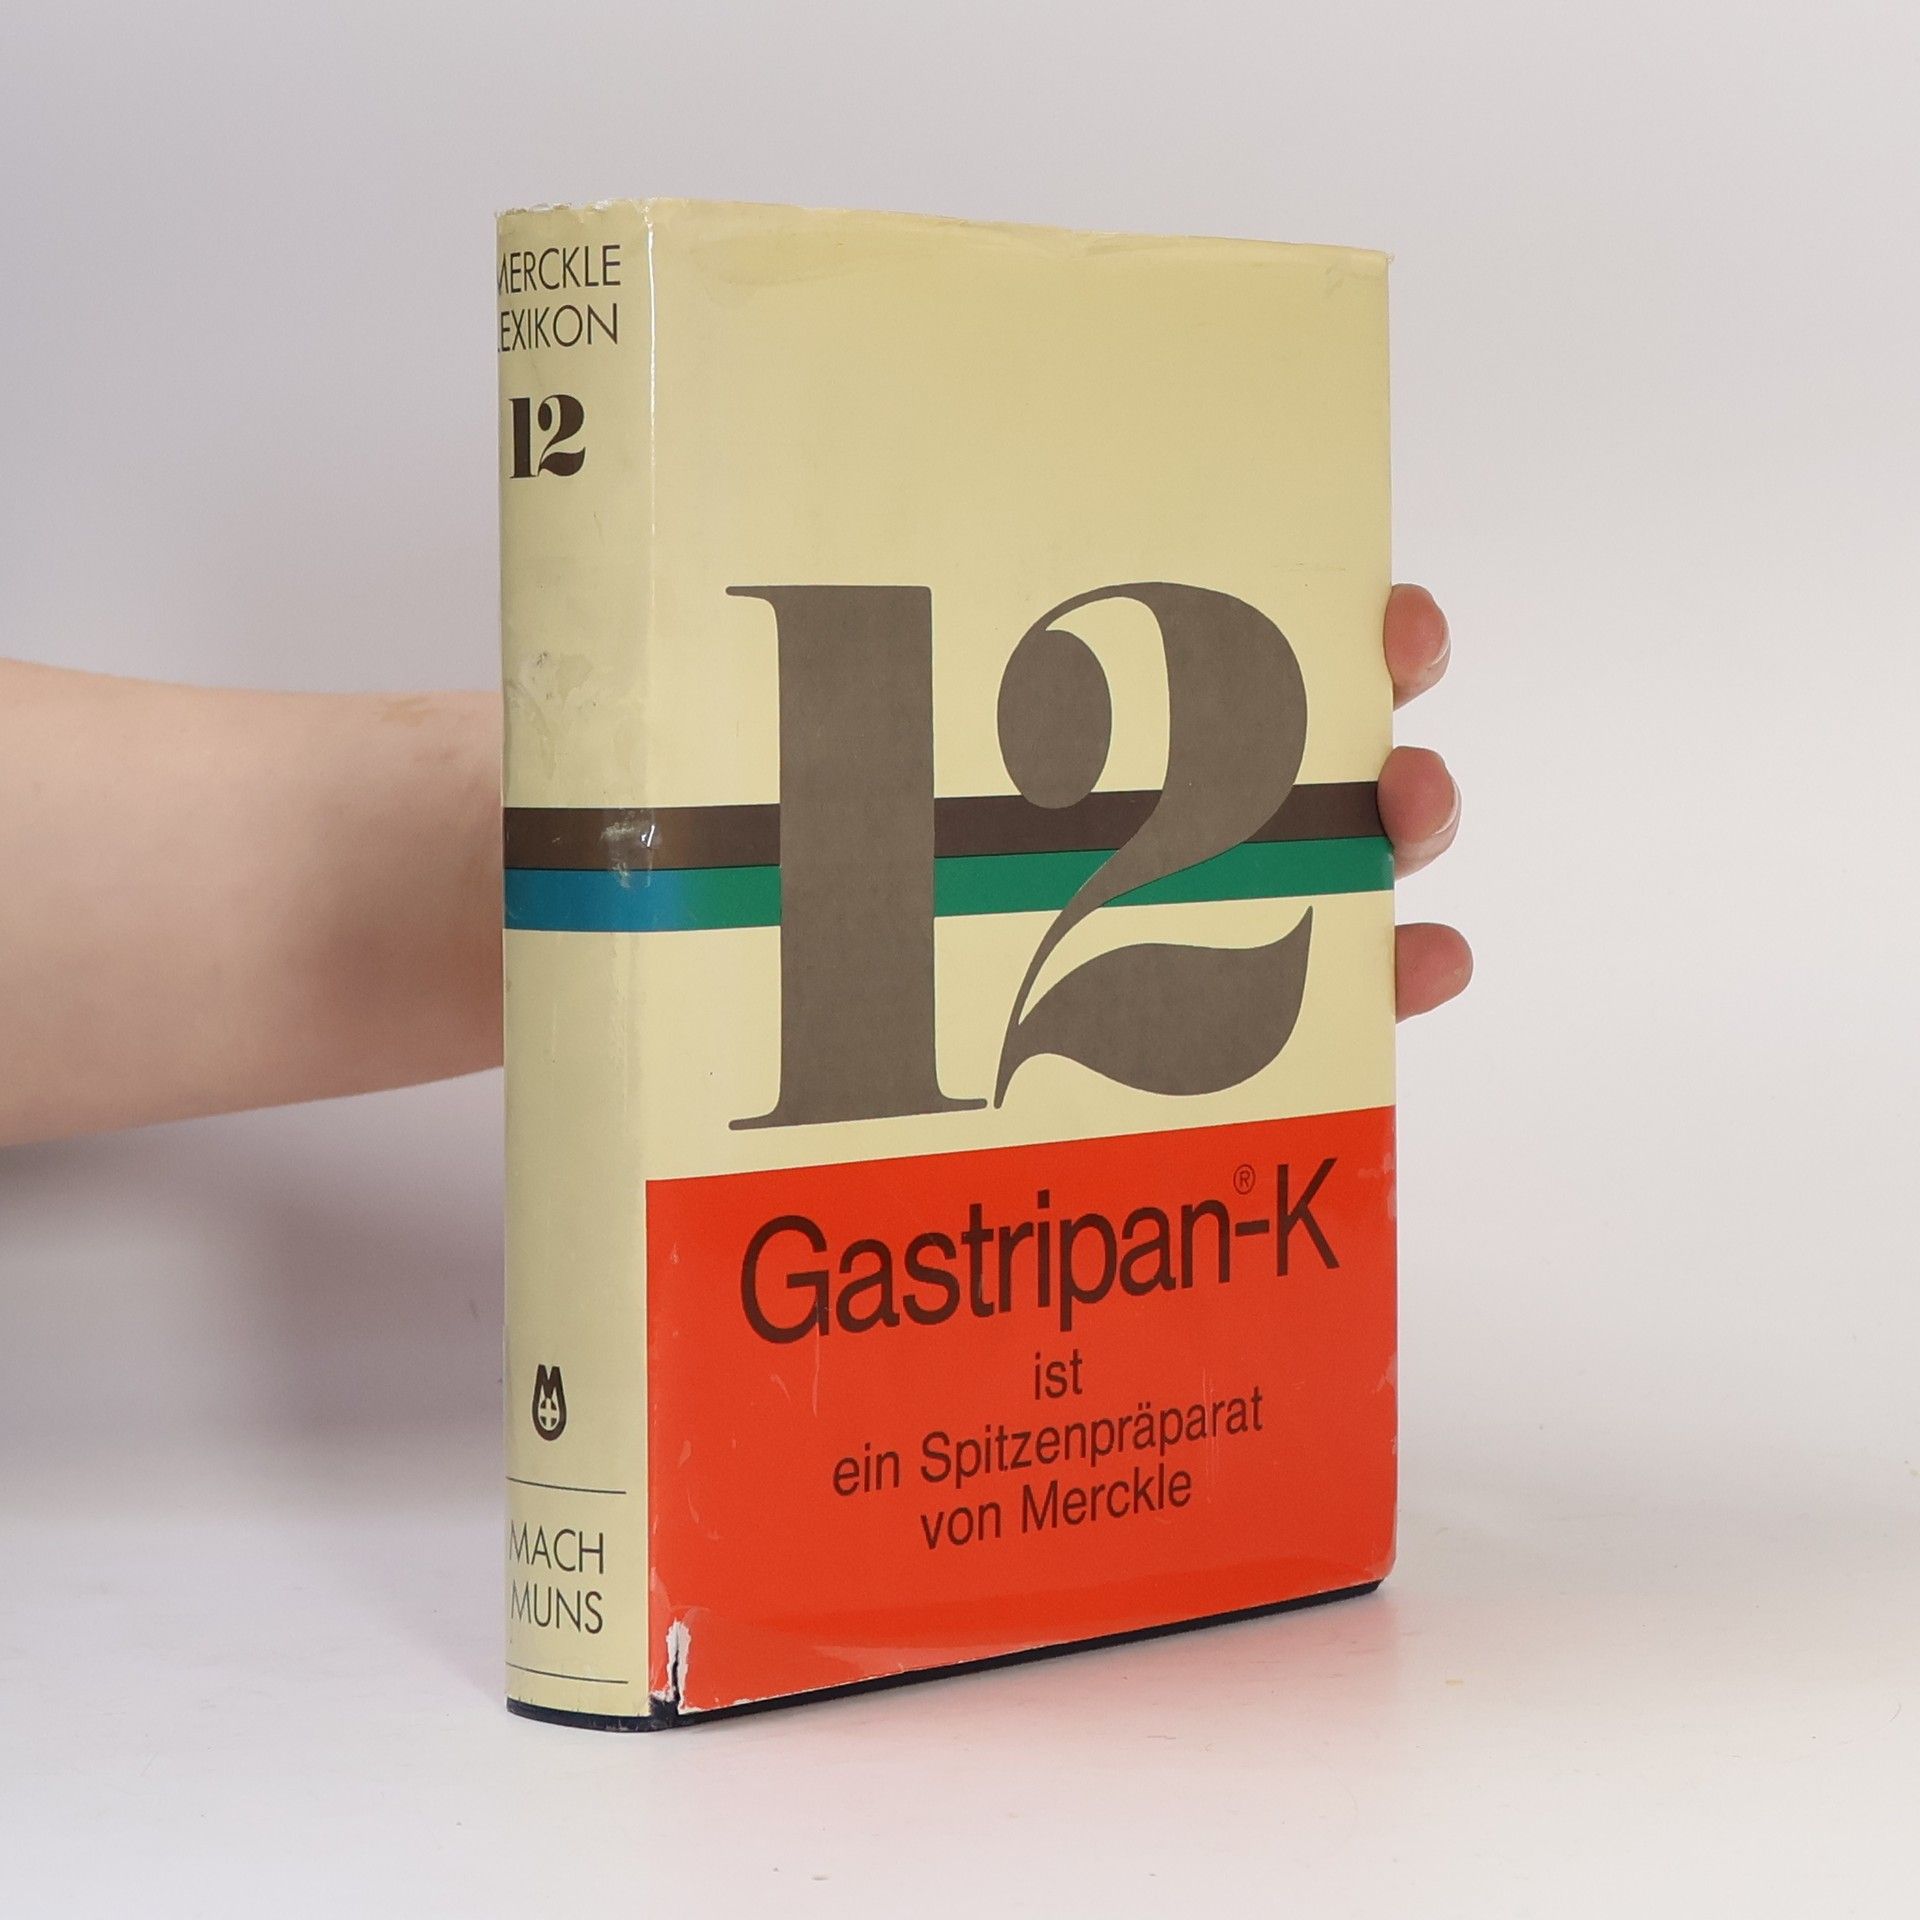 MERCKLE
LEXIKON
12
MACH
MUNS
12
Gastripan®-K
ist
ein Spitzenpräparat
von Merckle